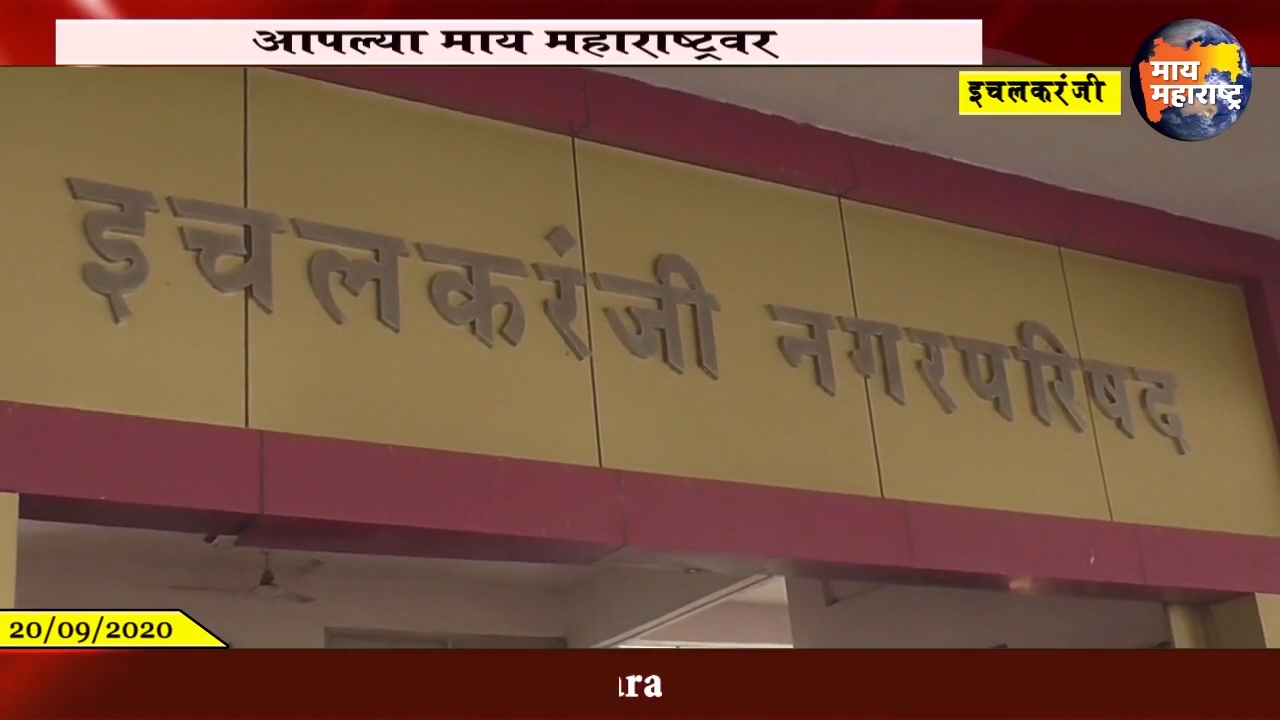 आपल्या माय महाराष्ट्रवर
इचलकरंजी
माय
महाराष्ट्र
इचलकरंजी नगरपरिषद
20/09/2020